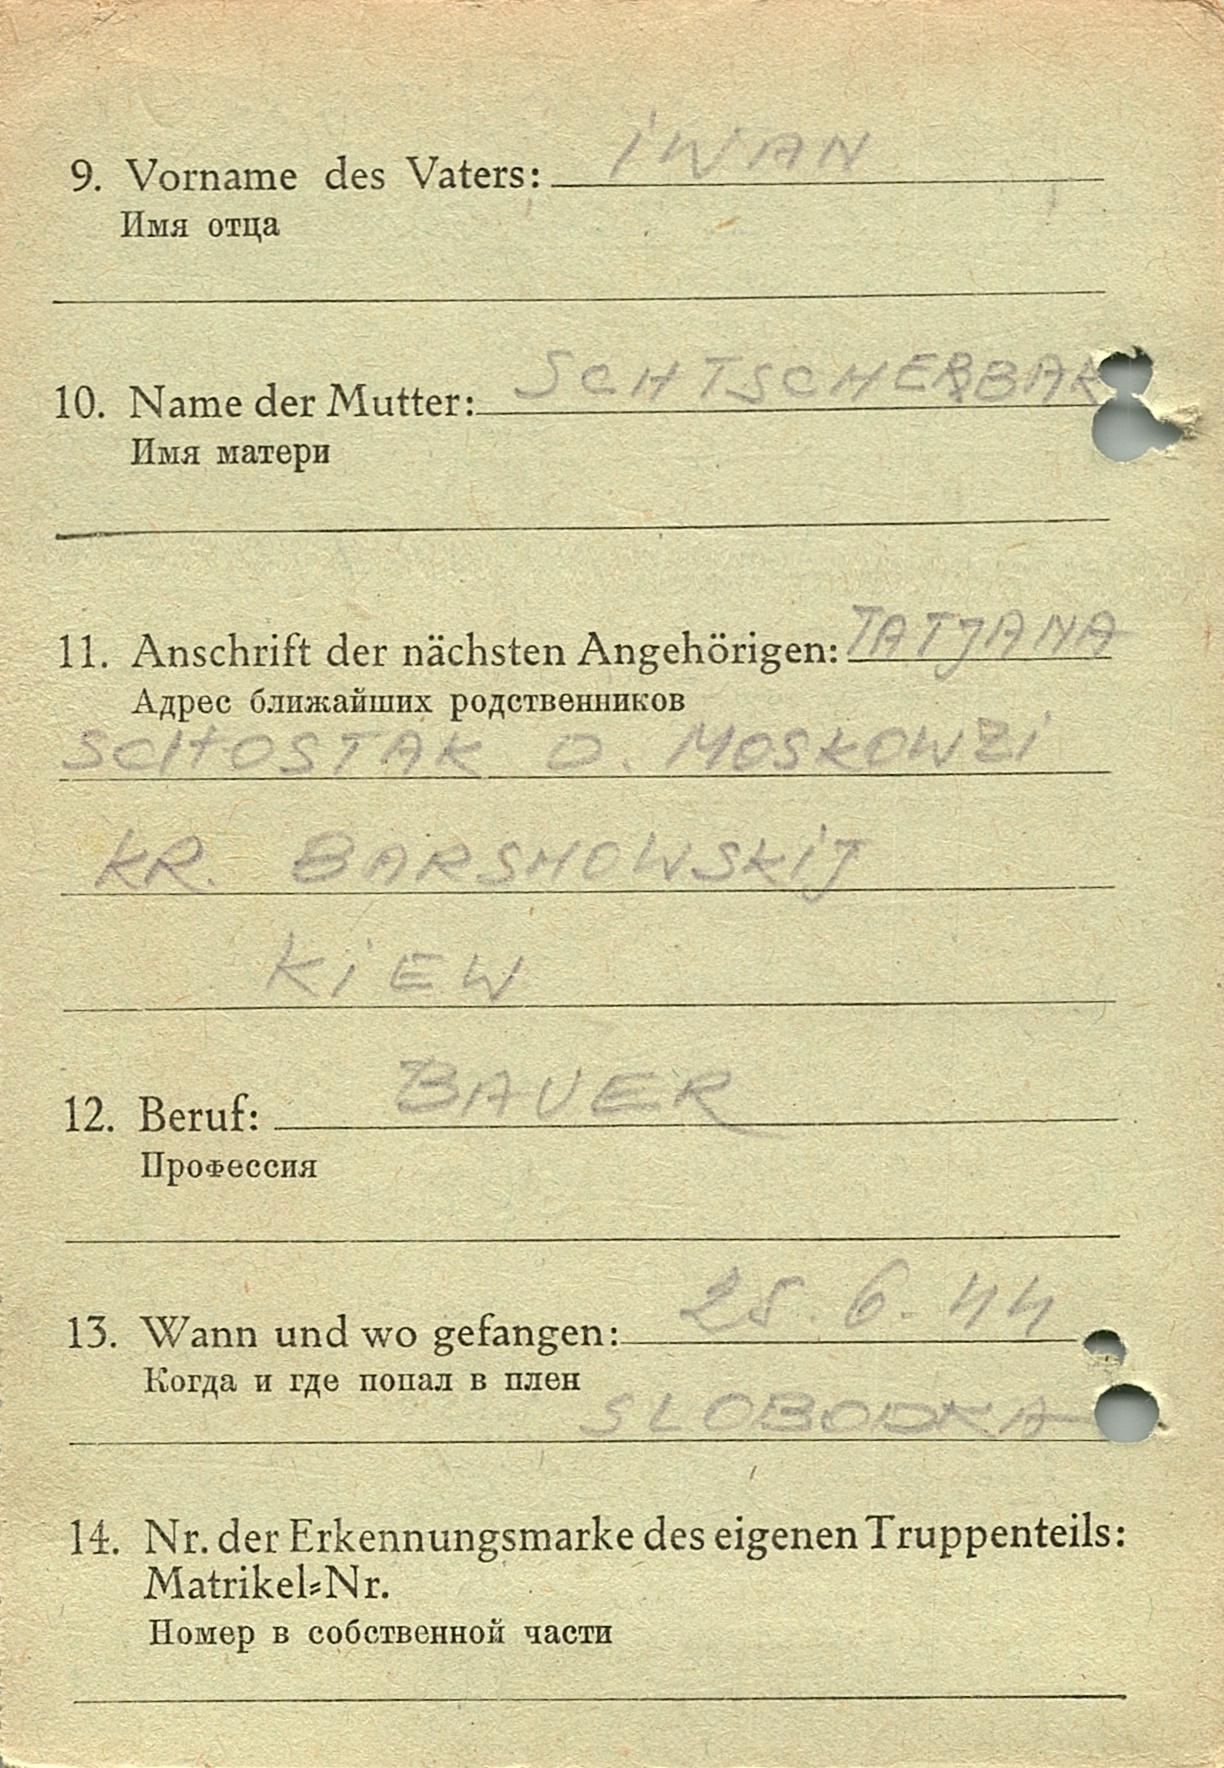 9. Vorname des Vaters: IWAN
Имя отца
10. Name der Mutter: SCHTSCHERBAK
Имя матери
11. Anschrift der nächsten Angehörigen: TATJANA
Адрес ближайших родственников
SCHOSTAK O. MOSKOWZI
KR. BARSHOWSKIJ
KIEW
12. Beruf: BAUER
Профессия
13. Wann und wo gefangen: 25.6.44
Когда и где попал в плен
SLOBODKA
14. Nr. der Erkennungsmarke des eigenen Truppenteils:
Matrikel-Nr.
Номер в собственной части